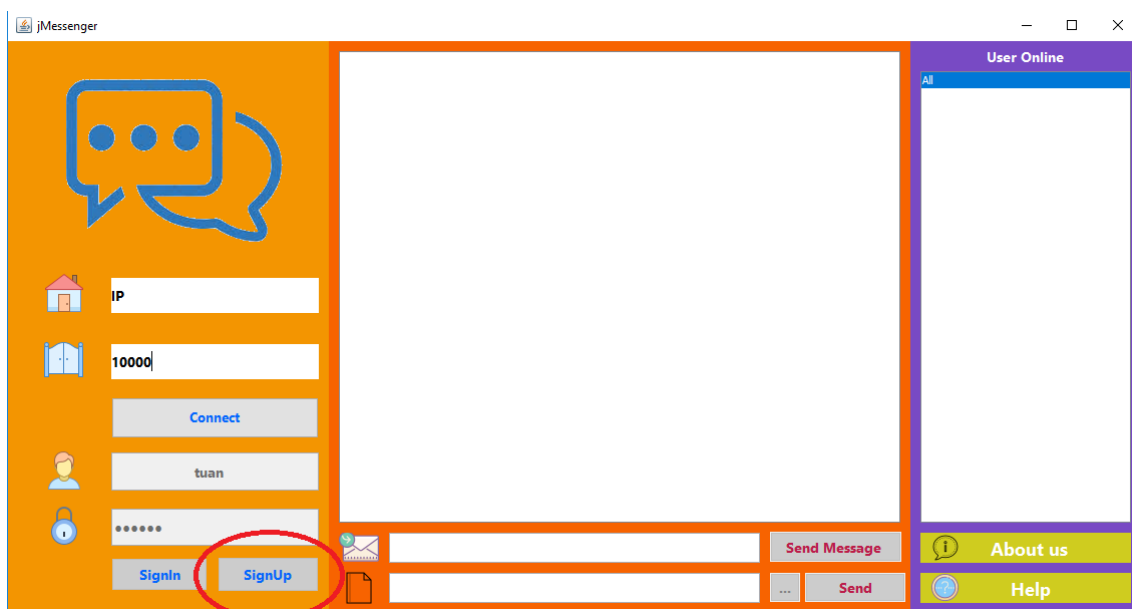 jMessenger
IP
10000
Connect
tuan
••••••
SignIn
SignUp
Send Message
...
Send
User Online
All
About us
Help